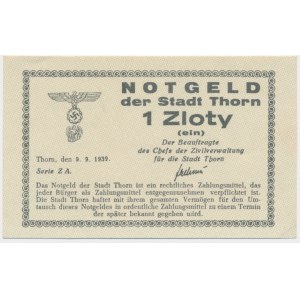 NOTGELD
der Stadt Thorn
1 Zloty
(ein)
Der Beauftragte
des Chefs der Zivilverwaltung
für die Stadt Thorn
Thorn, den 9. 9. 1939.
Serie ZA.
Das Notgeld der Stadt Thorn ist ein rechtliches Zahlungsmittel, das
jeder Bürger als Zahlungsmittel entgegenzunehmen verpflichtet ist.
Die Stadt Thorn haftet mit ihrem gesamten Vermögen für den Um-
tausch dieses Notgeldes in ordentliche Zahlungsmittel zu einem Termin
der später bekannt gegeben wird.